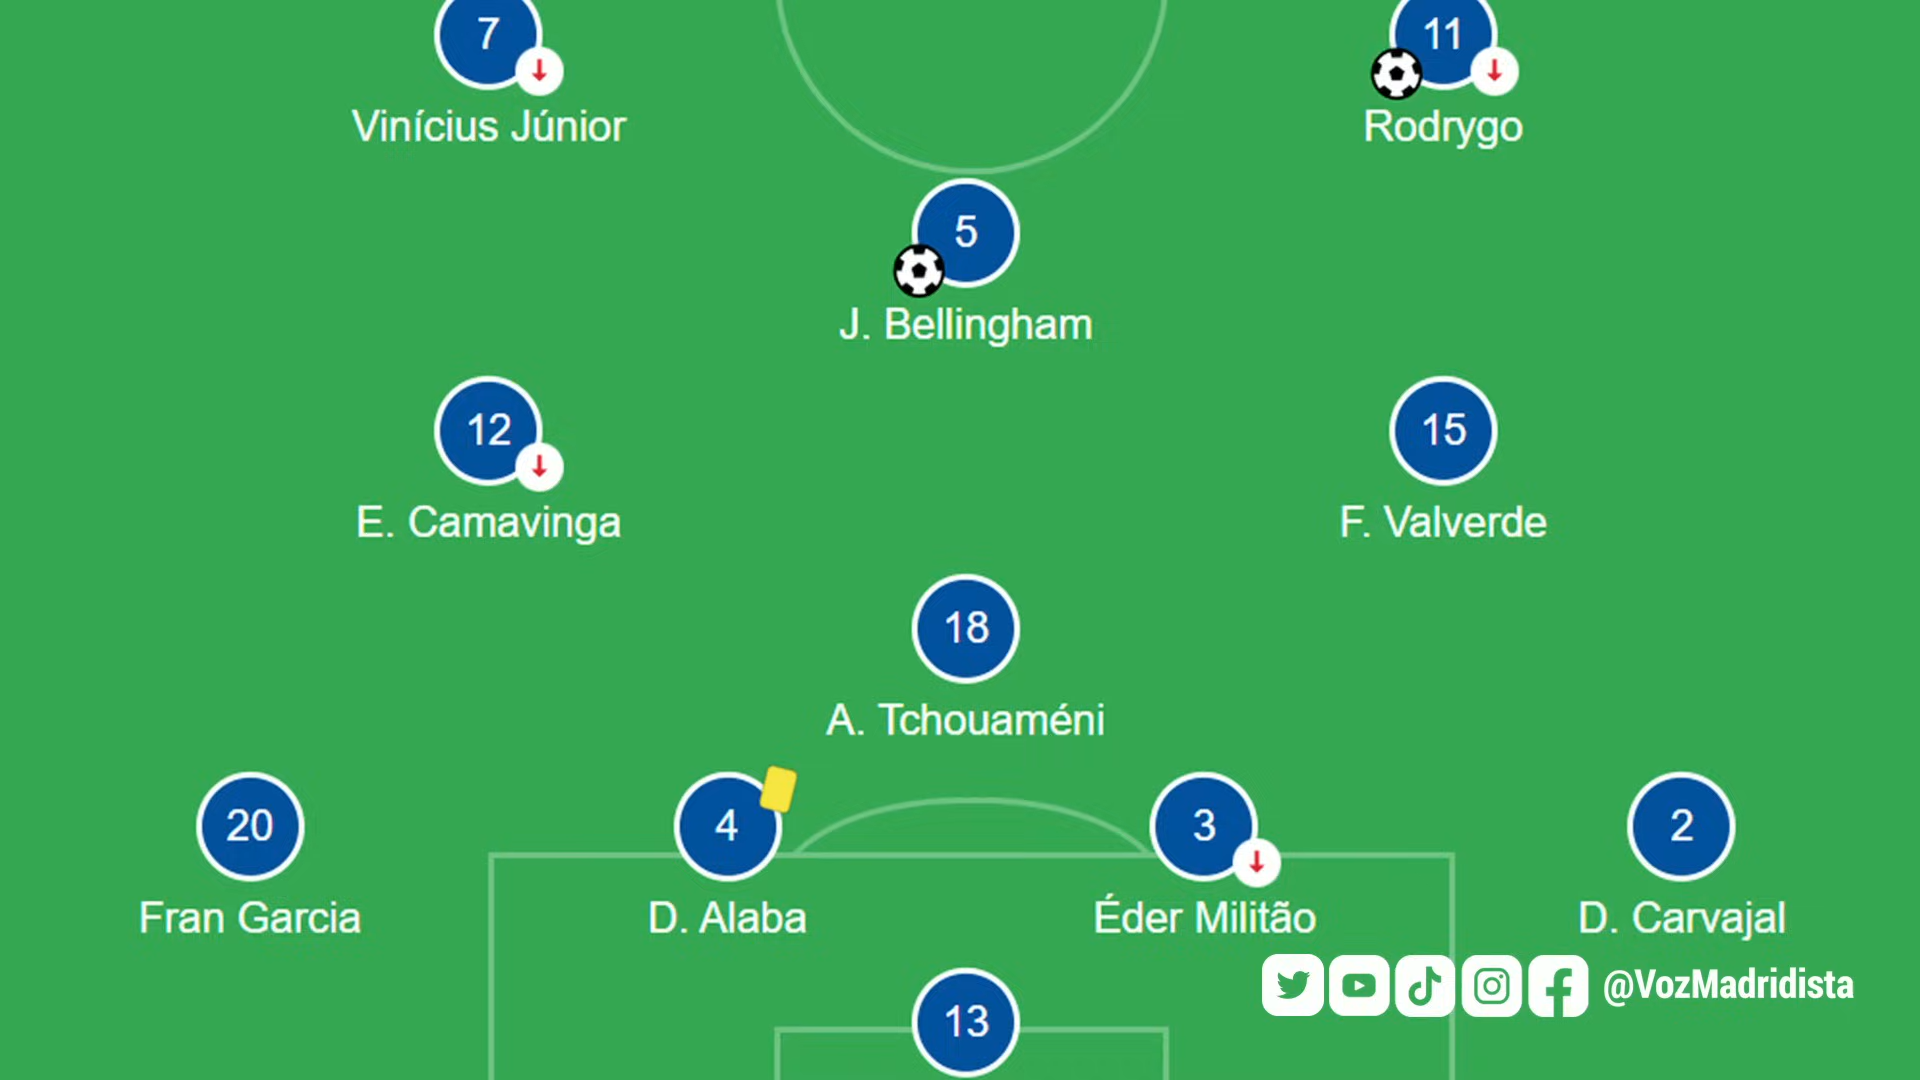 7
11
Vinícius Júnior
Rodrygo
5
J. Bellingham
12
15
E. Camavinga
F. Valverde
18
A. Tchouaméni
20
4
3
2
Fran Garcia
D. Alaba
Éder Militão
D. Carvajal
@VozMadridista
13